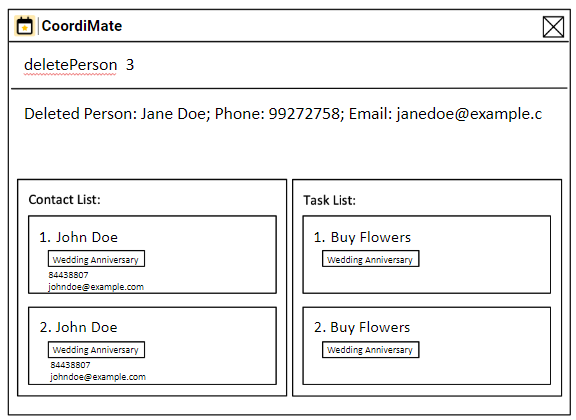 CoordiMate
deletePerson 3
Deleted Person: Jane Doe; Phone: 99272758; Email: janedoe@example.c
Contact List:
1. John Doe
Wedding Anniversary
84438807
johndoe@example.com
2. John Doe
Wedding Anniversary
84438807
johndoe@example.com
Task List:
1. Buy Flowers
Wedding Anniversary
2. Buy Flowers
Wedding Anniversary